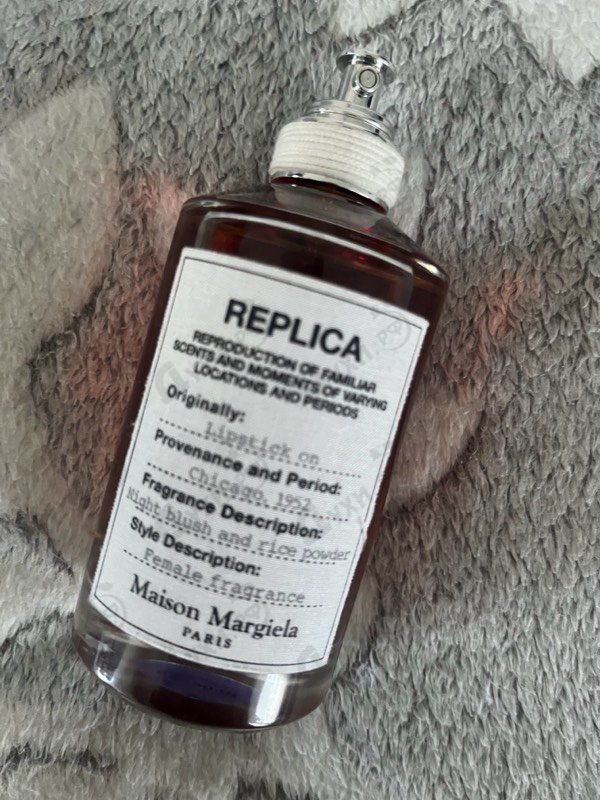 REPLICA
REPRODUCTION OF FAMILIAR
SCENTS AND MOMENTS OF VARYING
LOCATIONS AND PERIODS
Originally:
Lipstick on
Provenance and Period:
Chicago, 1952
Fragrance Description:
Night blush and rice powder
Style Description:
Female fragrance
Maison Margiela
PARIS